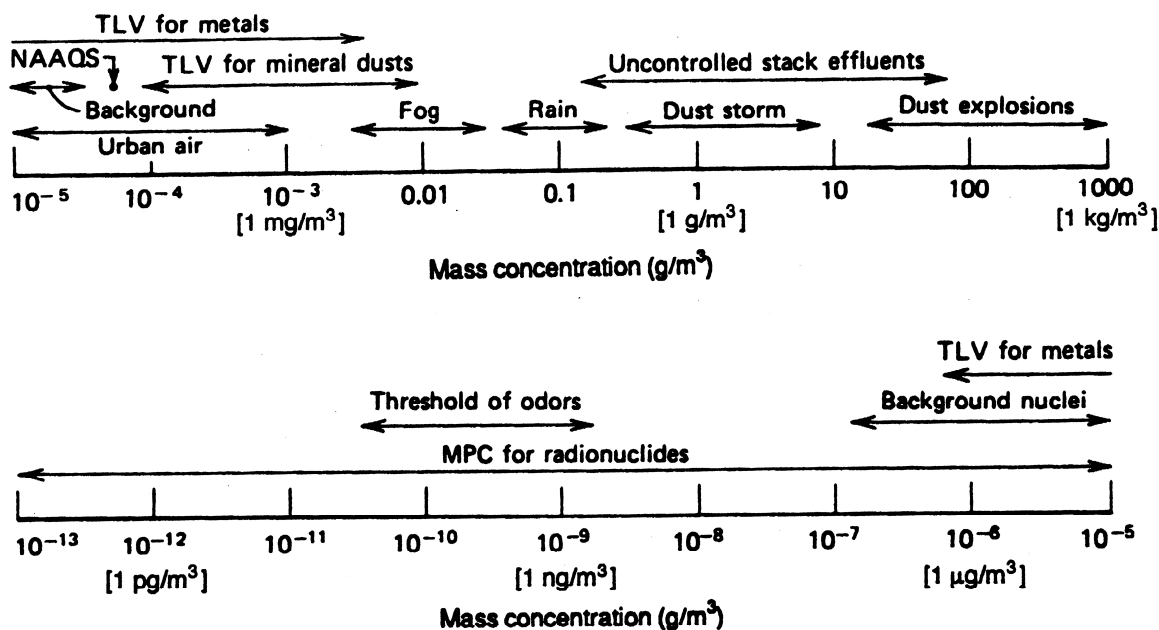 TLV for metals
NAAQS
TLV for mineral dusts
Uncontrolled stack effluents
Background
Fog
Rain
Dust storm
Dust explosions
Urban air
10⁻⁵ 10⁻⁴ 10⁻³ 0.01 0.1 1 10 100 1000
[1 mg/m³] [1 g/m³] [1 kg/m³]
Mass concentration (g/m³)
TLV for metals
Threshold of odors
Background nuclei
MPC for radionuclides
10⁻¹³ 10⁻¹² 10⁻¹¹ 10⁻¹⁰ 10⁻⁹ 10⁻⁸ 10⁻⁷ 10⁻⁶ 10⁻⁵
[1 pg/m³] [1 ng/m³] [1 µg/m³]
Mass concentration (g/m³)